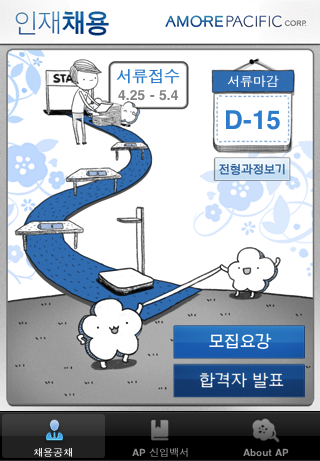 인재채용
AMOREPACIFIC CORP.
STA
서류접수
4.25 - 5.4
서류마감
D-15
전형과정보기
모집요강
합격자 발표
채용공채
AP 신입백서
About AP